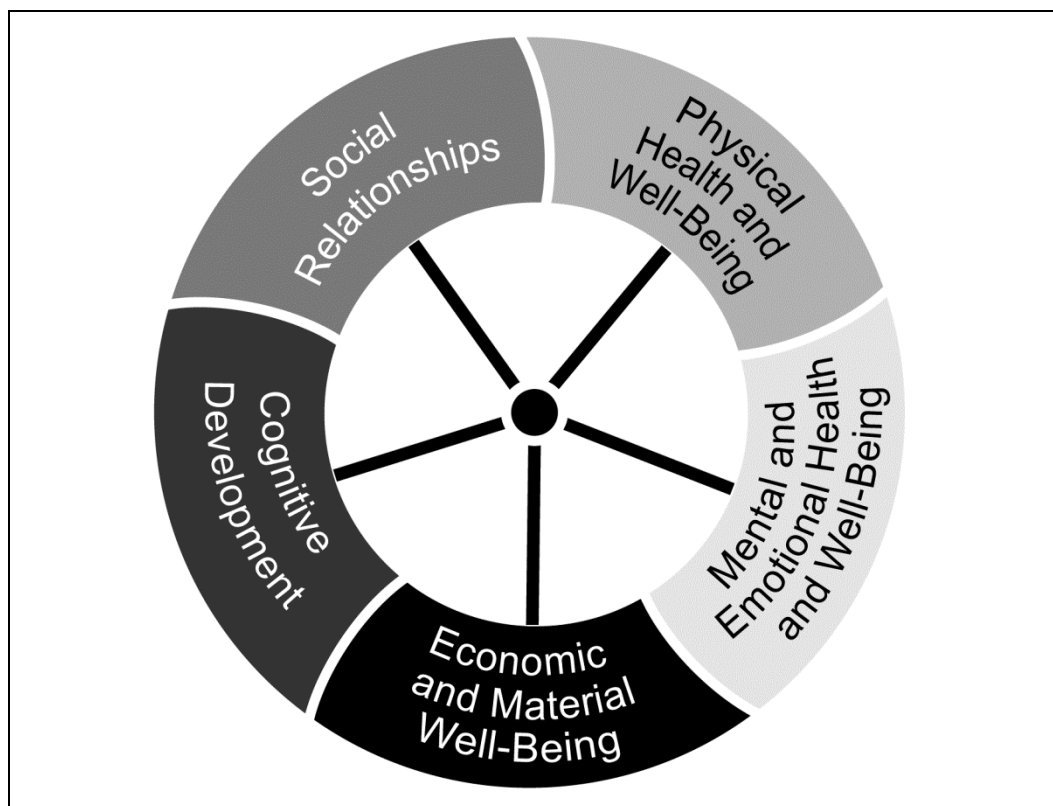 Social
Relationships
Physical
Health and
Well-Being
Mental and
Emotional Health
and Well-Being
Economic
and Material
Well-Being
Cognitive
Development